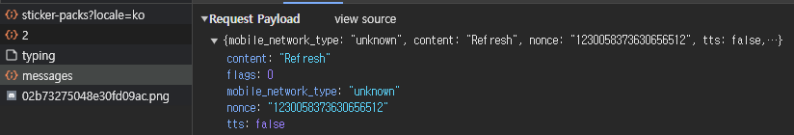 sticker-packs?locale=ko
2
typing
messages
02b73275048e30fd09ac.png
▼Request Payload view source
▼{mobile_network_type: "unknown", content: "Refresh", nonce: "1230058373630656512", tts: false,…}
content: "Refresh"
flags: 0
mobile_network_type: "unknown"
nonce: "1230058373630656512"
tts: false